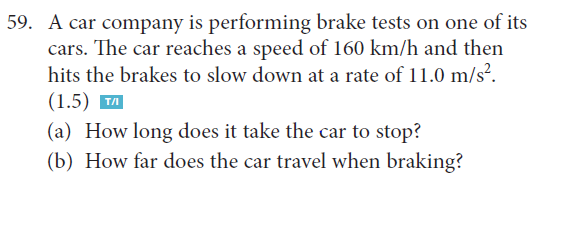 59. A car company is performing brake tests on one of its
cars. The car reaches a speed of 160 km/h and then
hits the brakes to slow down at a rate of 11.0 m/s².
(1.5) T/I
(a) How long does it take the car to stop?
(b) How far does the car travel when braking?